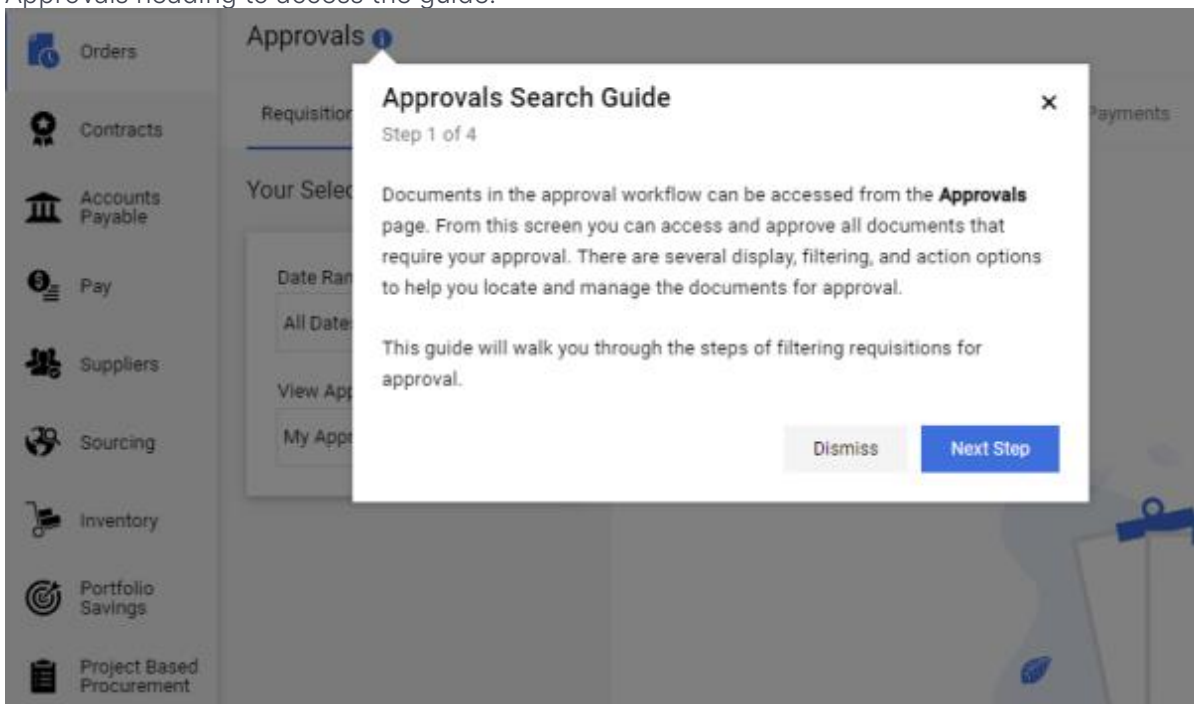 Approvals heading to access the guide.
Orders
Contracts
Accounts
Payable
Pay
Suppliers
Sourcing
Inventory
Portfolio
Savings
Project Based
Procurement
Approvals
Requisition
Payments
Your Selec
Date Ran
All Date
View App
My Appr
Approvals Search Guide
Step 1 of 4
Documents in the approval workflow can be accessed from the Approvals
page. From this screen you can access and approve all documents that
require your approval. There are several display, filtering, and action options
to help you locate and manage the documents for approval.
This guide will walk you through the steps of filtering requisitions for
approval.
Dismiss
Next Step